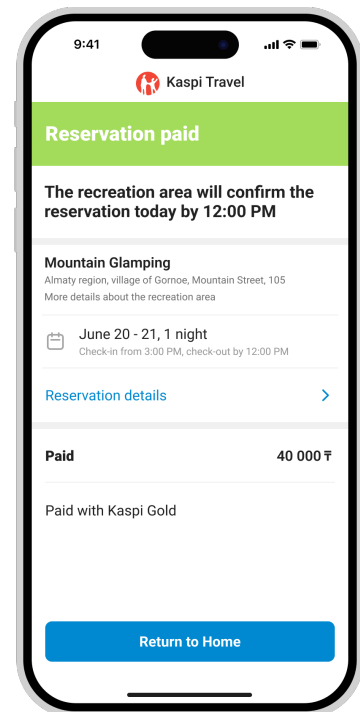 9:41
Kaspi Travel
Reservation paid
The recreation area will confirm the
reservation today by 12:00 PM
Mountain Glamping
Almaty region, village of Gornoe, Mountain Street, 105
More details about the recreation area
June 20 - 21, 1 night
Check-in from 3:00 PM, check-out by 12:00 PM
Reservation details
Paid 40 000 ₸
Paid with Kaspi Gold
Return to Home